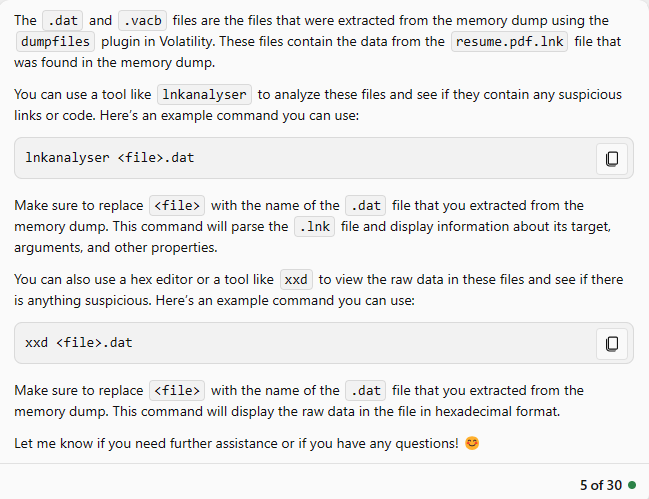 The .dat and .vacb files are the files that were extracted from the memory dump using the
dumpfiles plugin in Volatility. These files contain the data from the resume.pdf.lnk file that
was found in the memory dump.
You can use a tool like lnkanalyser to analyze these files and see if they contain any suspicious
links or code. Here's an example command you can use:
lnkanalyser <file>.dat
Make sure to replace <file> with the name of the .dat file that you extracted from the
memory dump. This command will parse the .lnk file and display information about its target,
arguments, and other properties.
You can also use a hex editor or a tool like xxd to view the raw data in these files and see if there
is anything suspicious. Here's an example command you can use:
xxd <file>.dat
Make sure to replace <file> with the name of the .dat file that you extracted from the
memory dump. This command will display the raw data in the file in hexadecimal format.
Let me know if you need further assistance or if you have any questions! 😊
5 of 30